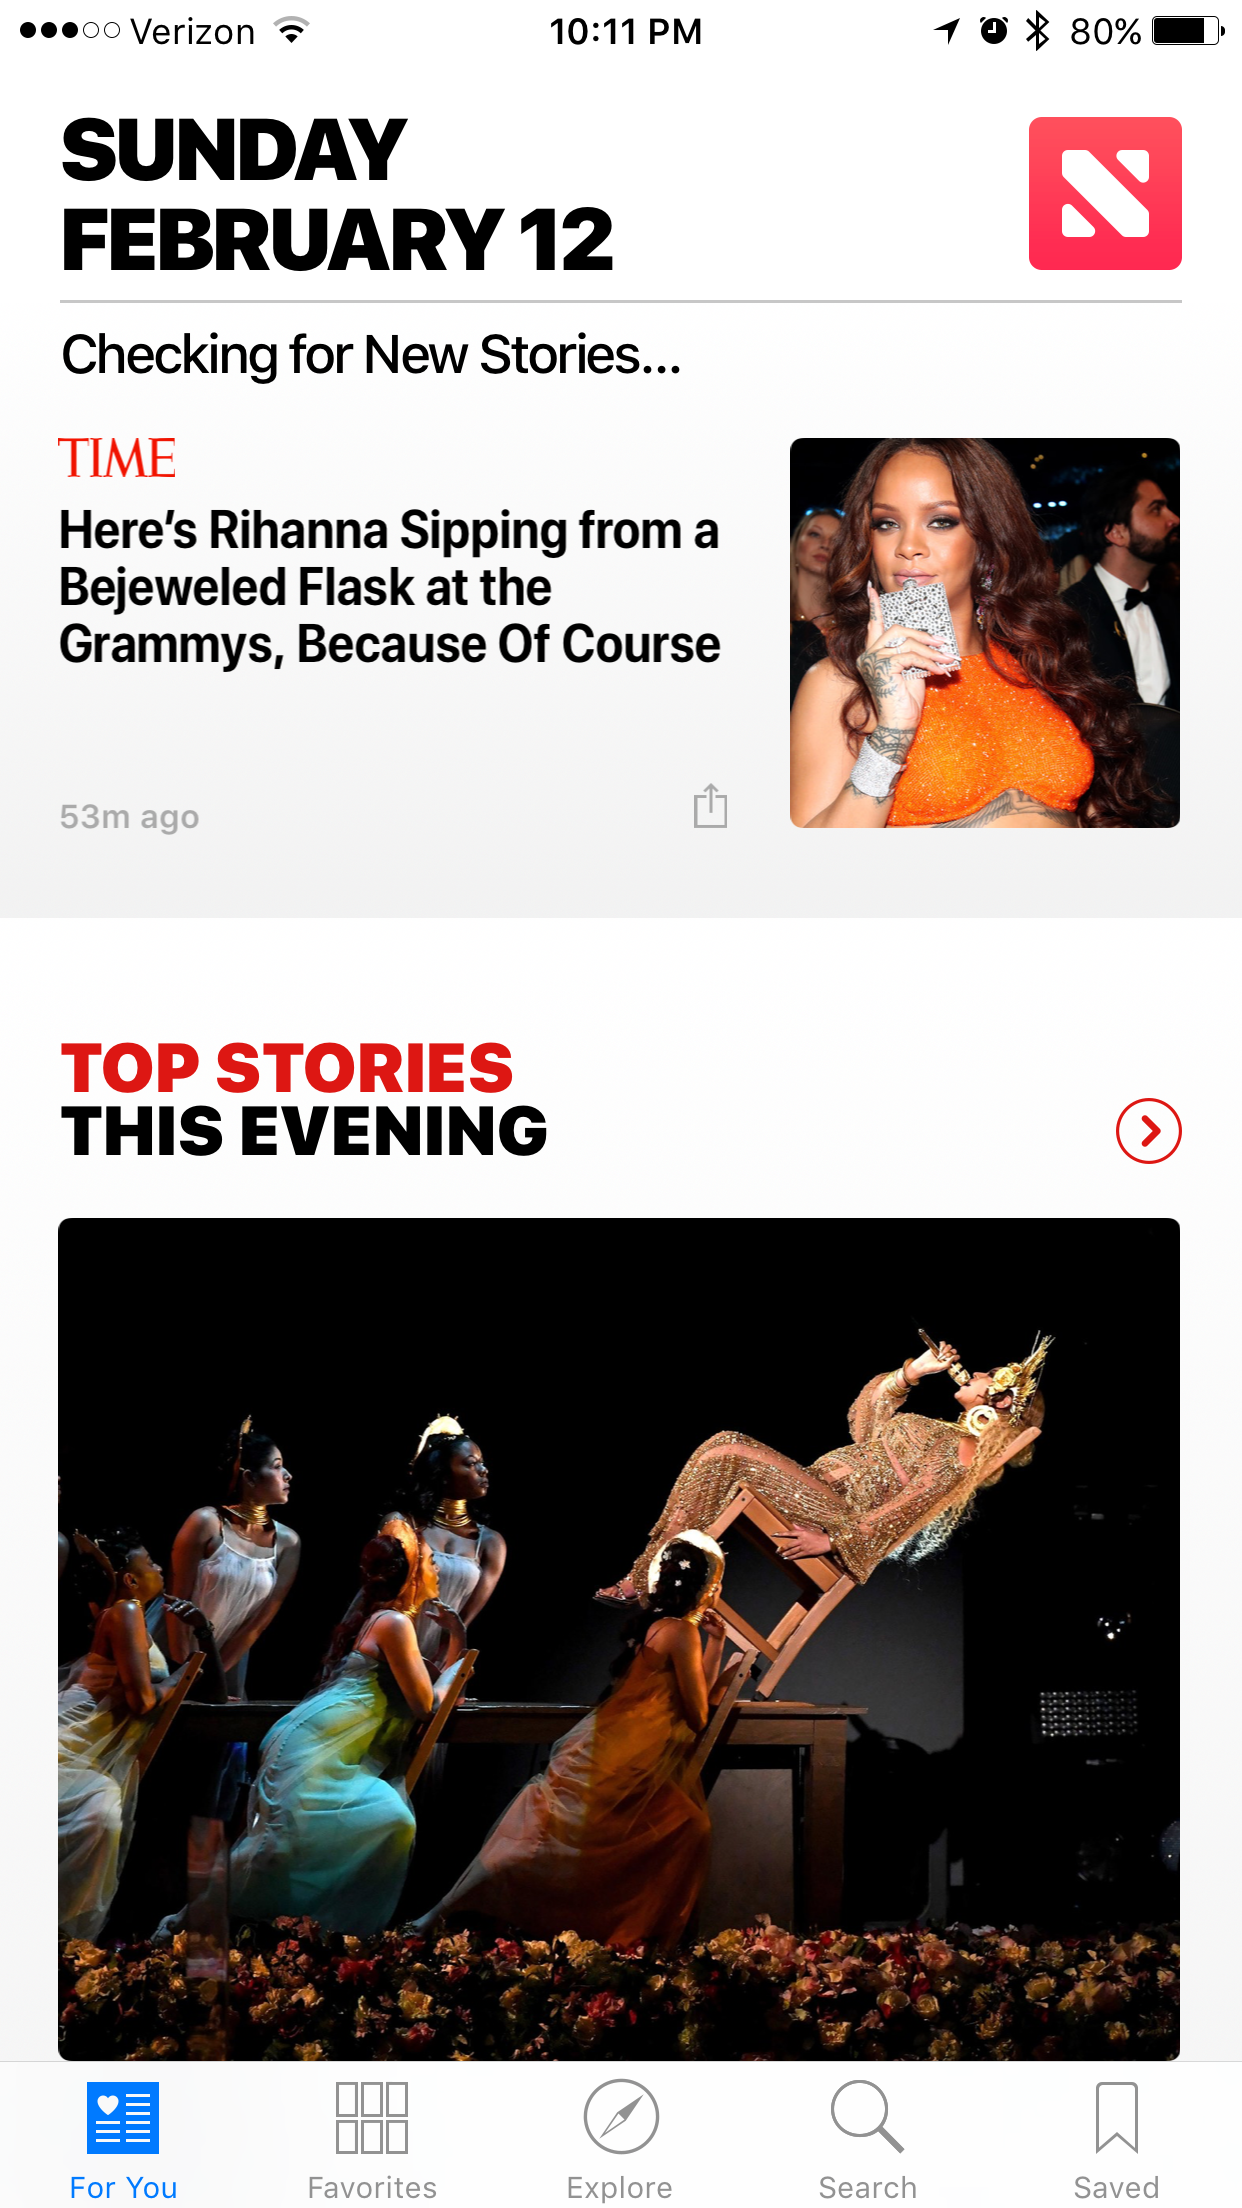 Verizon 10:11 PM 80%
SUNDAY
FEBRUARY 12
Checking for New Stories...
TIME
Here’s Rihanna Sipping from a
Bejeweled Flask at the
Grammys, Because Of Course
53m ago
TOP STORIES
THIS EVENING
For You Favorites Explore Search Saved